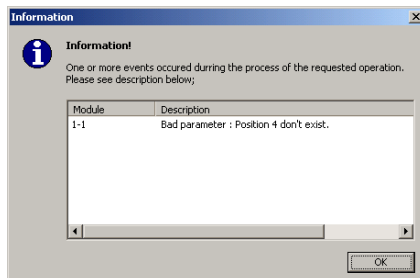 Information
Information!
One or more events occured durring the process of the requested operation.
Please see description below;
Module Description
1-1 Bad parameter : Position 4 don't exist.
OK